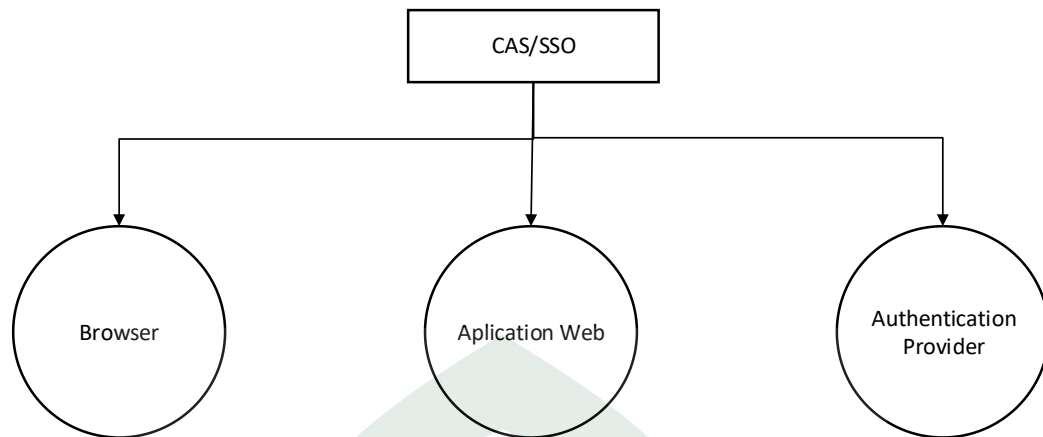 CAS/SSO
Browser
Aplication Web
Authentication
Provider